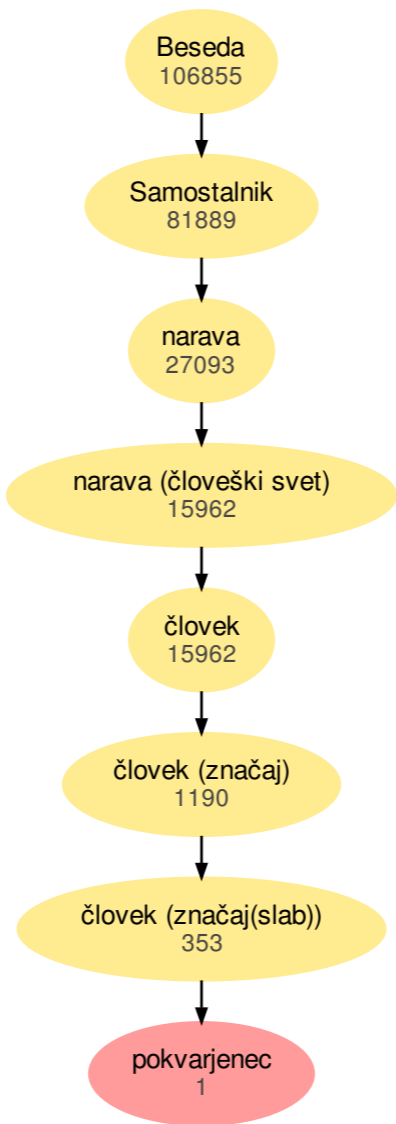 Beseda
106855
Samostalnik
81889
narava
27093
narava (človeški svet)
15962
človek
15962
človek (značaj)
1190
človek (značaj(slab))
353
pokvarjenec
1